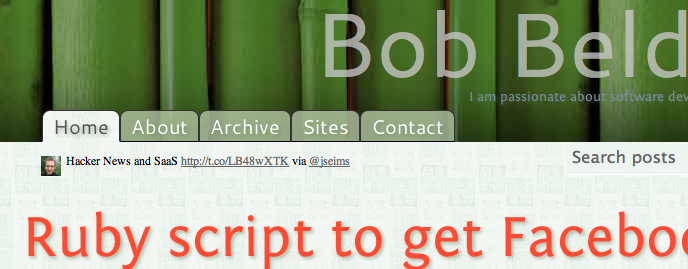 Bob Beld
I am passionate about software dev
Home About Archive Sites Contact
Hacker News and SaaS http://t.co/LB48wXTK via @jseims
Search posts
Ruby script to get Faceboo